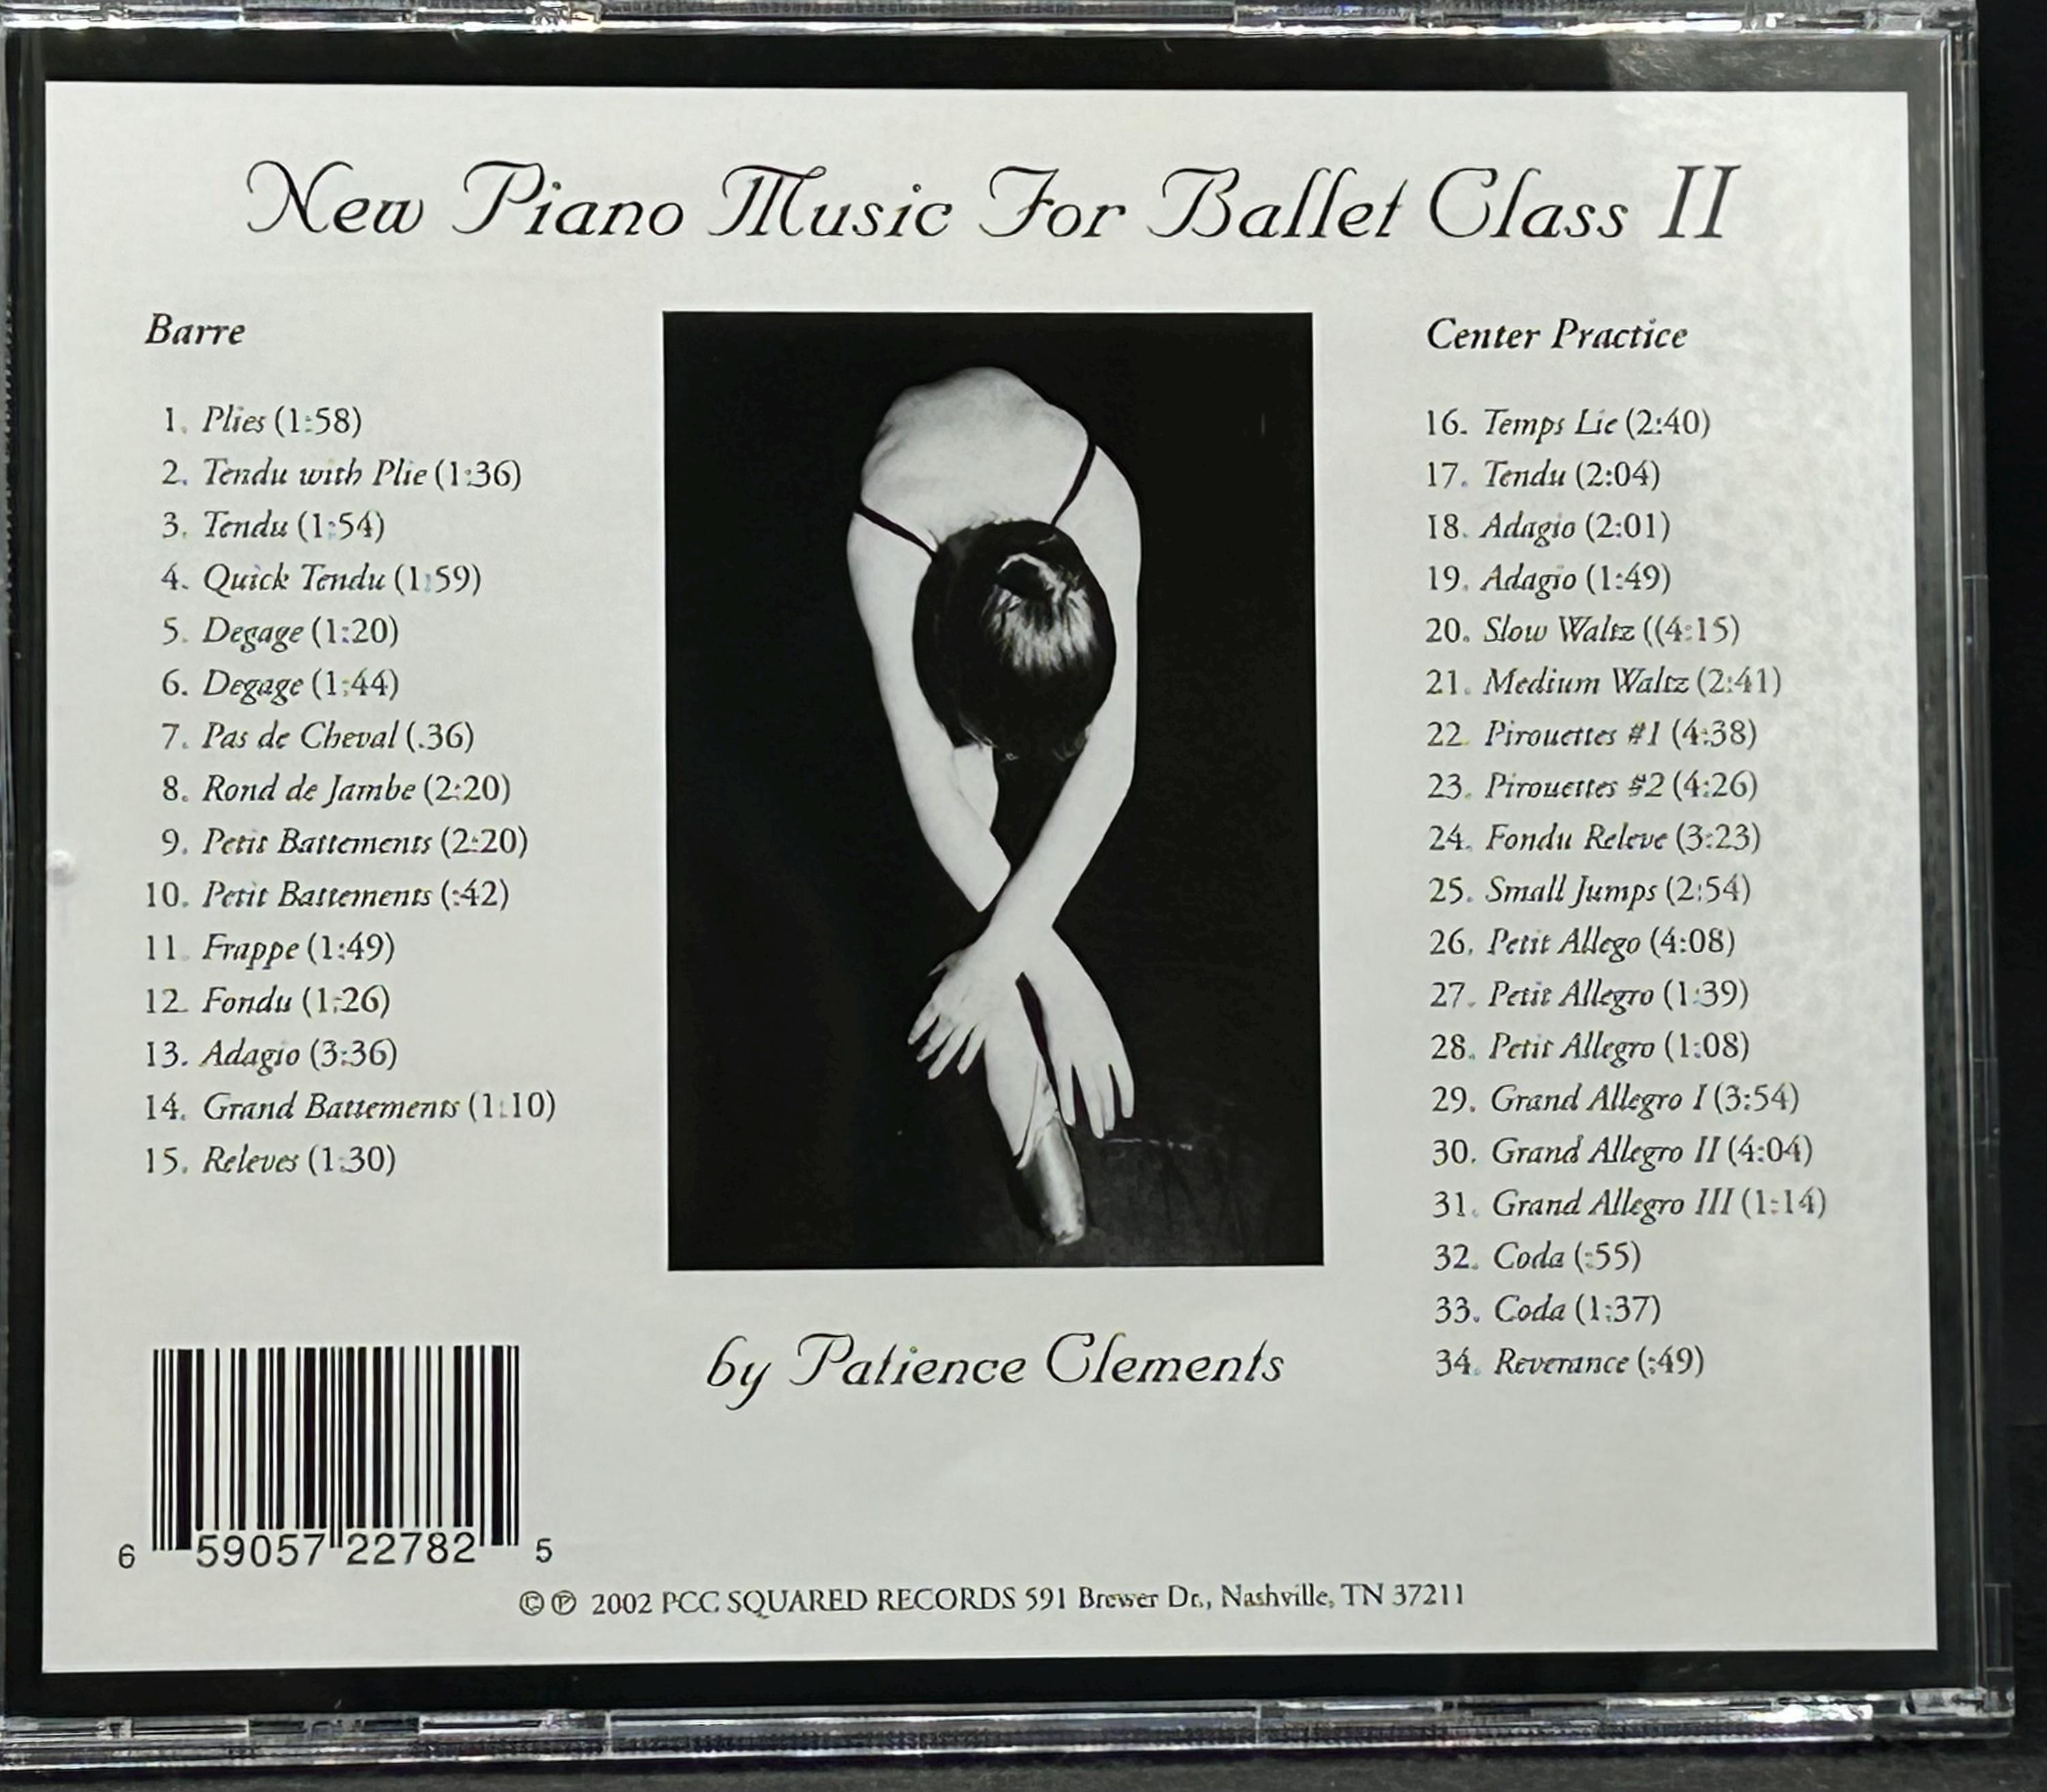 New Piano Music For Ballet Class II
Barre
1. Plies (1:58)
2. Tendu with Plie (1:36)
3. Tendu (1:54)
4. Quick Tendu (1:59)
5. Degage (1:20)
6. Degage (1:44)
7. Pas de Cheval (.36)
8. Rond de Jambe (2:20)
9. Petit Battements (2:20)
10. Petit Battements (:42)
11. Frappe (1:49)
12. Fondu (1:26)
13. Adagio (3:36)
14. Grand Battements (1:10)
15. Releves (1:30)
Center Practice
16. Temps Lie (2:40)
17. Tendu (2:04)
18. Adagio (2:01)
19. Adagio (1:49)
20. Slow Waltz ((4:15)
21. Medium Waltz (2:41)
22. Pirouettes #1 (4:38)
23. Pirouettes #2 (4:26)
24. Fondu Releve (3:23)
25. Small Jumps (2:54)
26. Petit Allego (4:08)
27. Petit Allegro (1:39)
28. Petit Allegro (1:08)
29. Grand Allegro I (3:54)
30. Grand Allegro II (4:04)
31. Grand Allegro III (1:14)
32. Coda (:55)
33. Coda (1:37)
34. Reverance (:49)
by Patience Clements
6 59057 22782 5
©℗ 2002 PCC SQUARED RECORDS 591 Brewer Dr., Nashville, TN 37211